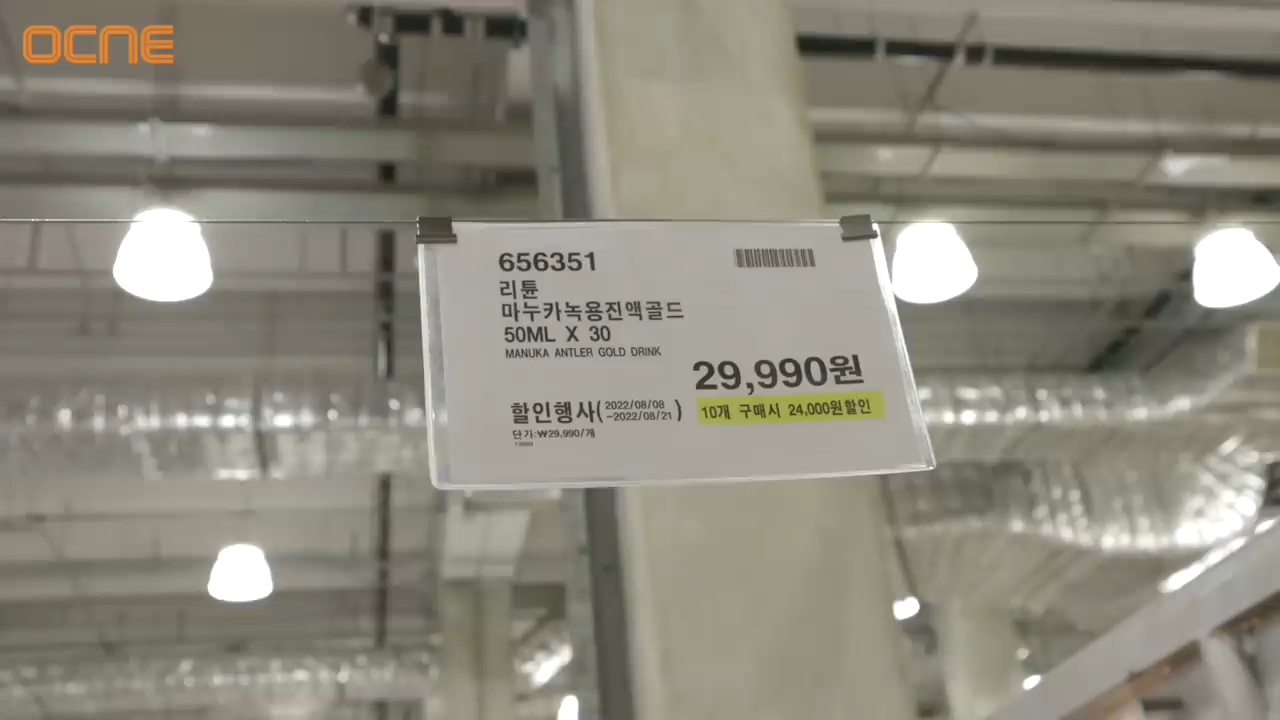 OCNE
656351
리튠
마누카녹용진액골드
50ML X 30
MANUKA ANTLER GOLD DRINK
29,990원
할인행사(2022/08/08 ~2022/08/21)
10개 구매시 24,000원할인
단가:₩29,990/개